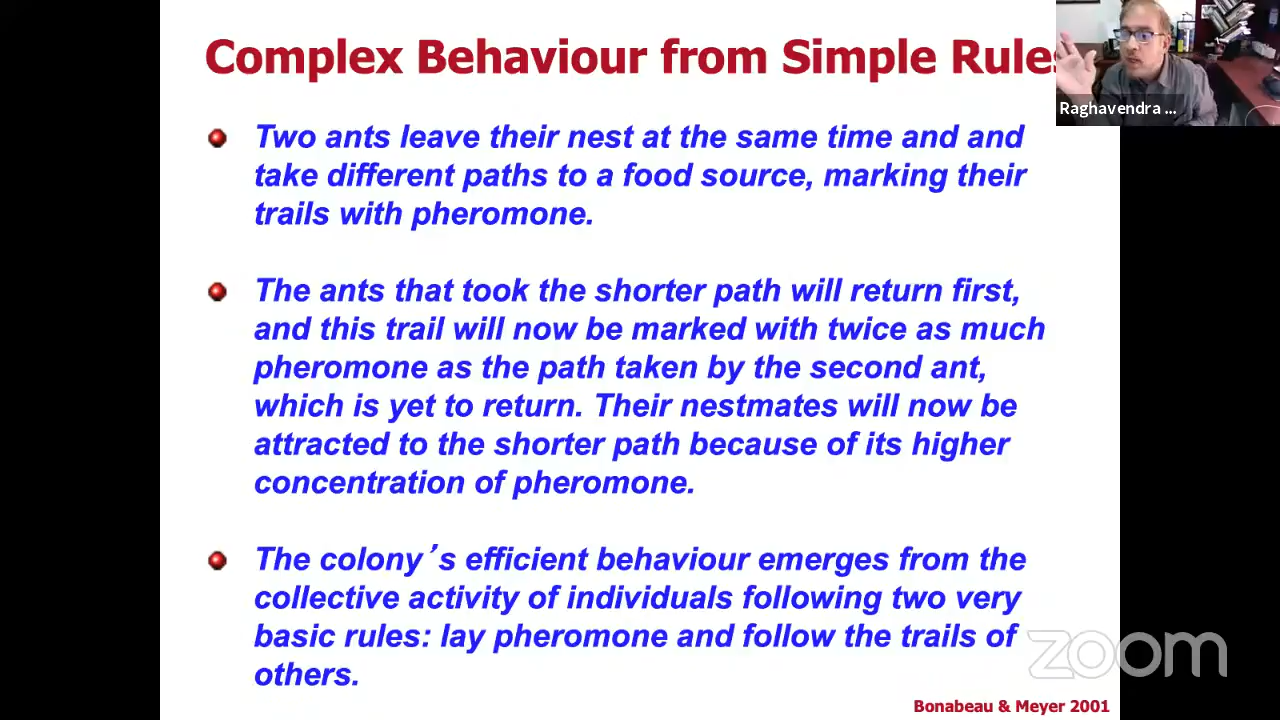 Complex Behaviour from Simple Rules
Raghavendra ...
Two ants leave their nest at the same time and and
take different paths to a food source, marking their
trails with pheromone.
The ants that took the shorter path will return first,
and this trail will now be marked with twice as much
pheromone as the path taken by the second ant,
which is yet to return. Their nestmates will now be
attracted to the shorter path because of its higher
concentration of pheromone.
The colony´s efficient behaviour emerges from the
collective activity of individuals following two very
basic rules: lay pheromone and follow the trails of
others.
zoom
Bonabeau & Meyer 2001